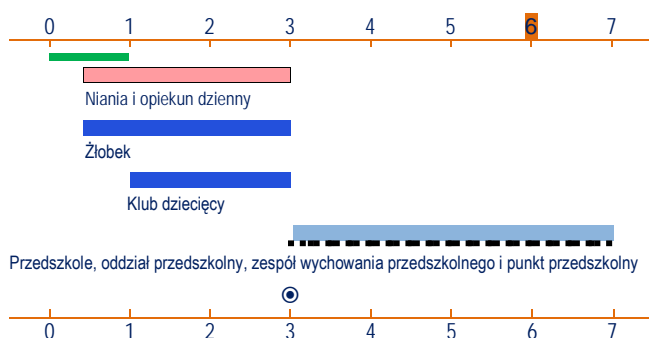 0 1 2 3 4 5 6 7
Niania i opiekun dzienny
Żłobek
Klub dziecięcy
Przedszkole, oddział przedszkolny, zespół wychowania przedszkolnego i punkt przedszkolny
0 1 2 3 4 5 6 7